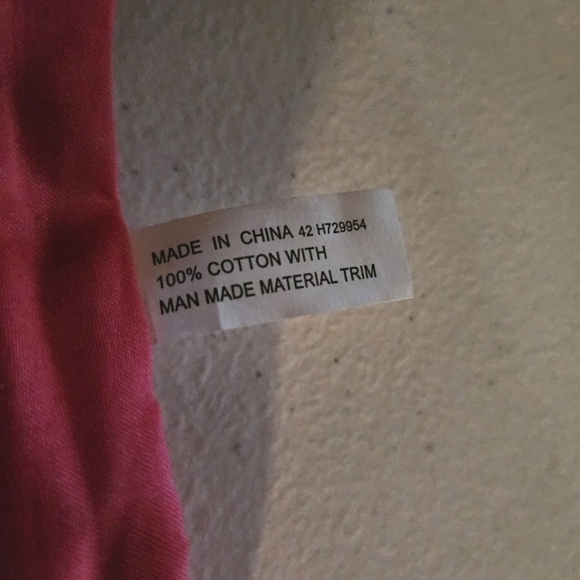 MADE IN CHINA 42 H729954
100% COTTON WITH
MAN MADE MATERIAL TRIM